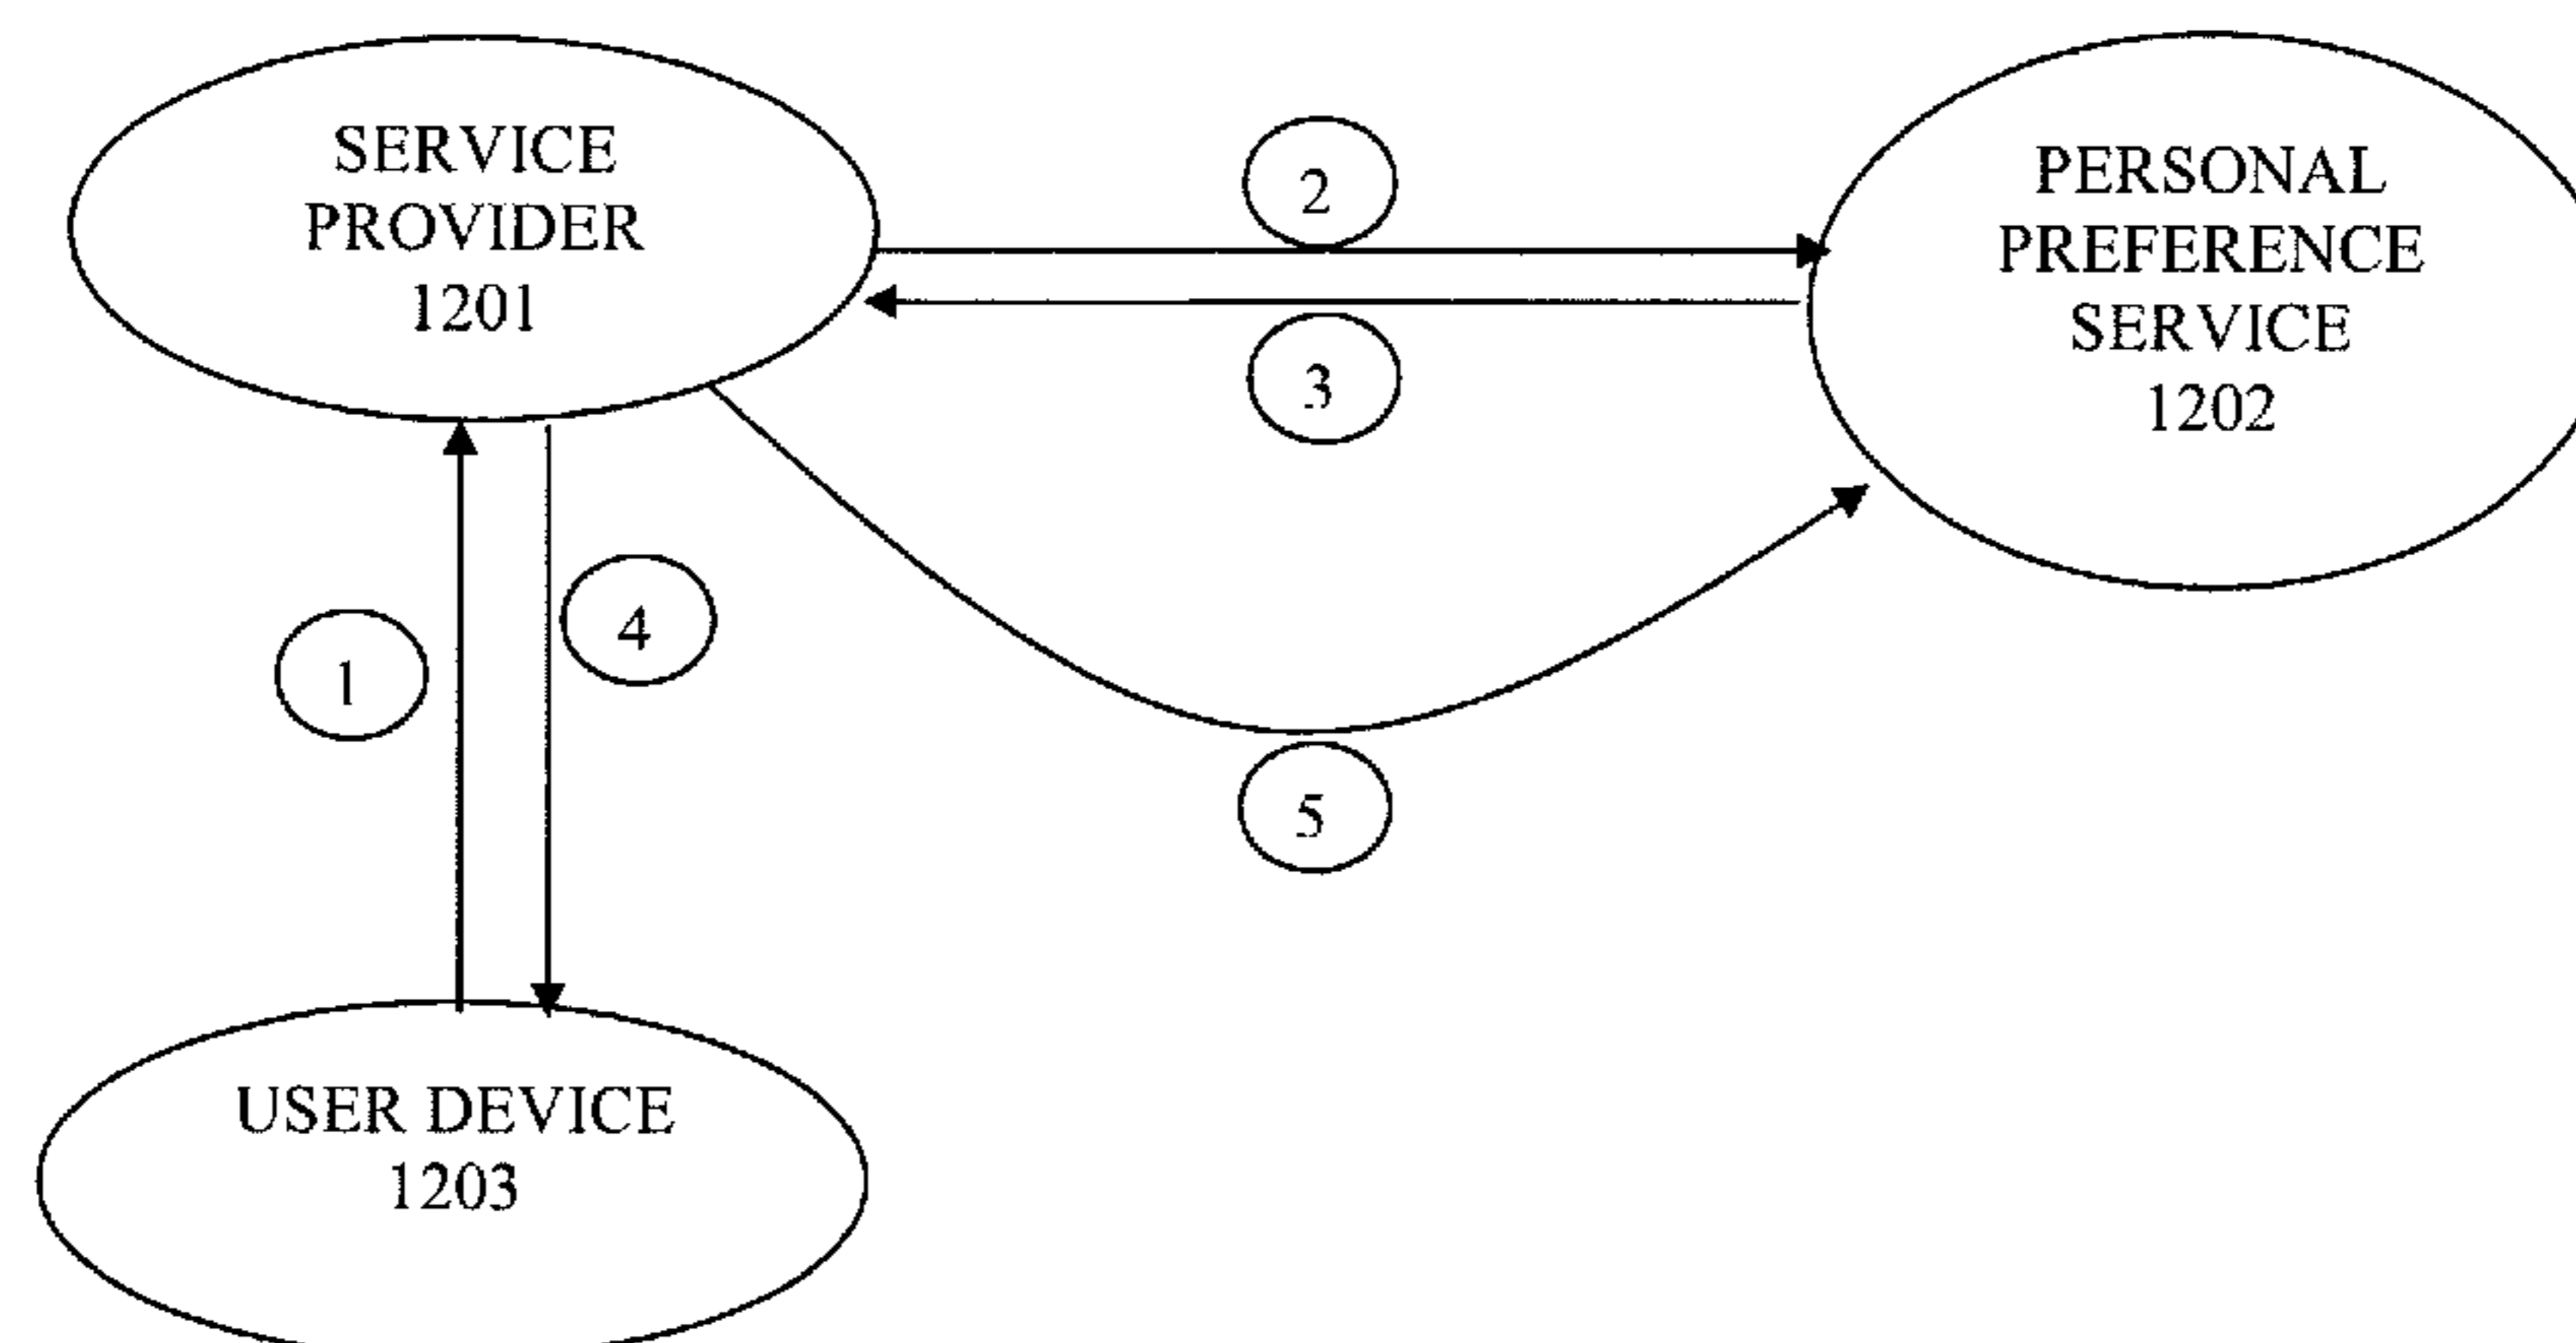 SERVICE
PROVIDER
1201
2
3
PERSONAL
PREFERENCE
SERVICE
1202
1
4
5
USER DEVICE
1203